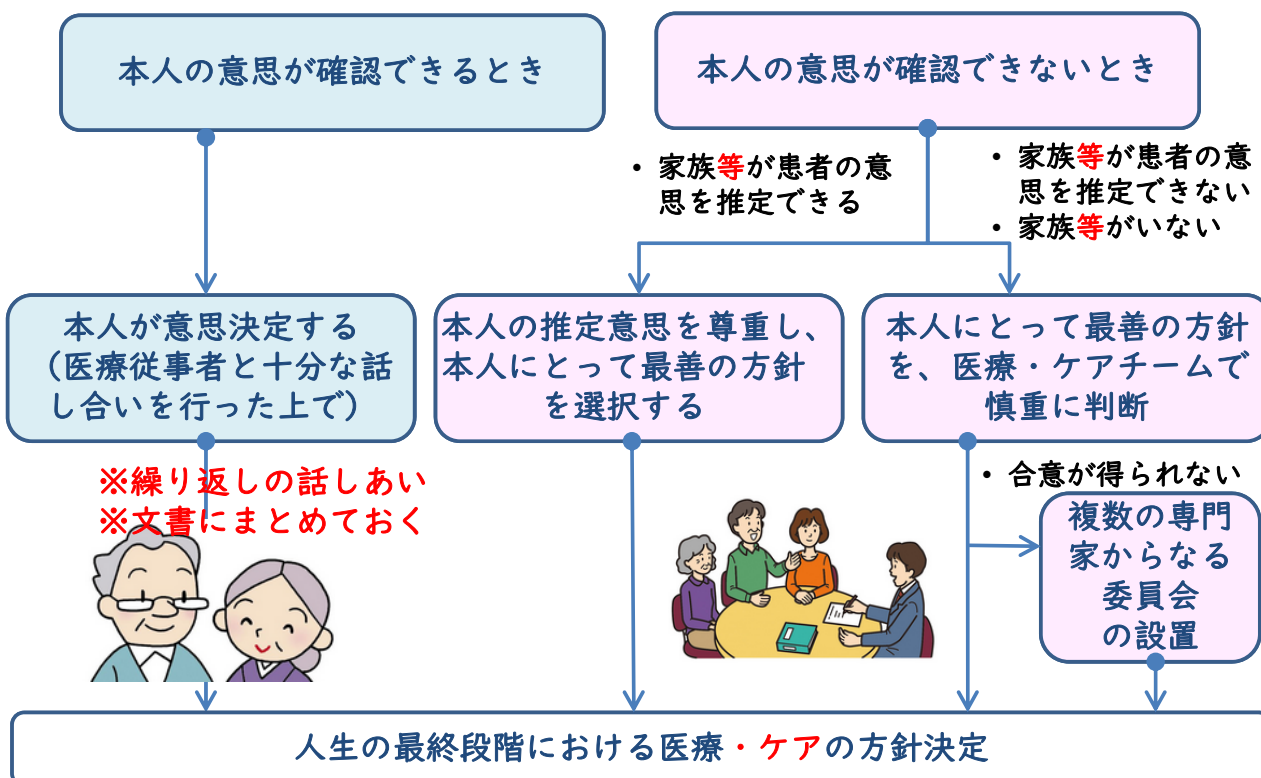 本人の意思が確認できるとき
本人の意思が確認できないとき
• 家族等が患者の意
思を推定できる
• 家族等が患者の意
思を推定できない
• 家族等がいない
本人が意思決定する
（医療従事者と十分な話
し合いを行った上で）
本人の推定意思を尊重し、
本人にとって最善の方針
を選択する
本人にとって最善の方針
を、医療・ケアチームで
慎重に判断
※繰り返しの話しあい
※文書にまとめておく
• 合意が得られない
複数の専門
家からなる
委員会
の設置
人生の最終段階における医療・ケアの方針決定